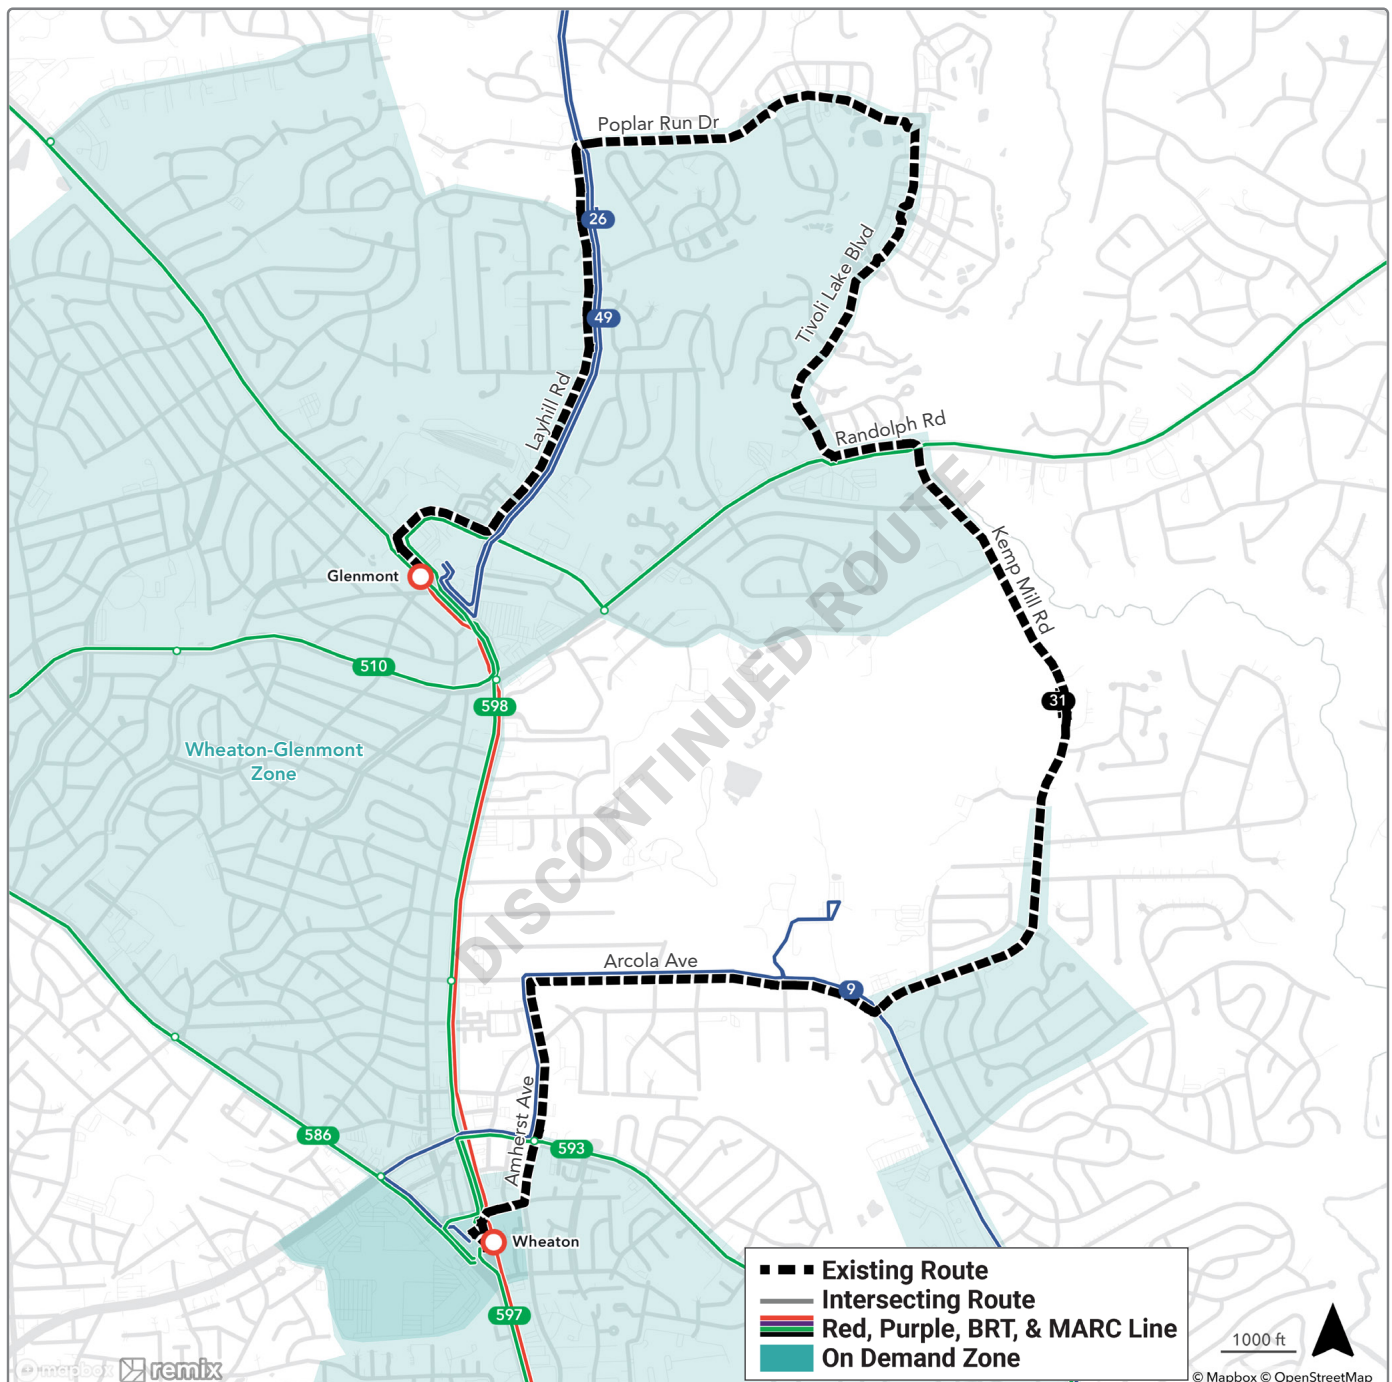 Poplar Run Dr
26
Tivoli Lake Blvd
49
Layhill Rd
Randolph Rd
Kemp Mill Rd
Glenmont
510
31
598
Wheaton-Glenmont
Zone
DISCONTINUED ROUTE
Arcola Ave
9
Amherst Ave
586
593
Wheaton
597
Existing Route
Intersecting Route
Red, Purple, BRT, & MARC Line
On Demand Zone
1000 ft
mapbox
remix
© Mapbox © OpenStreetMap